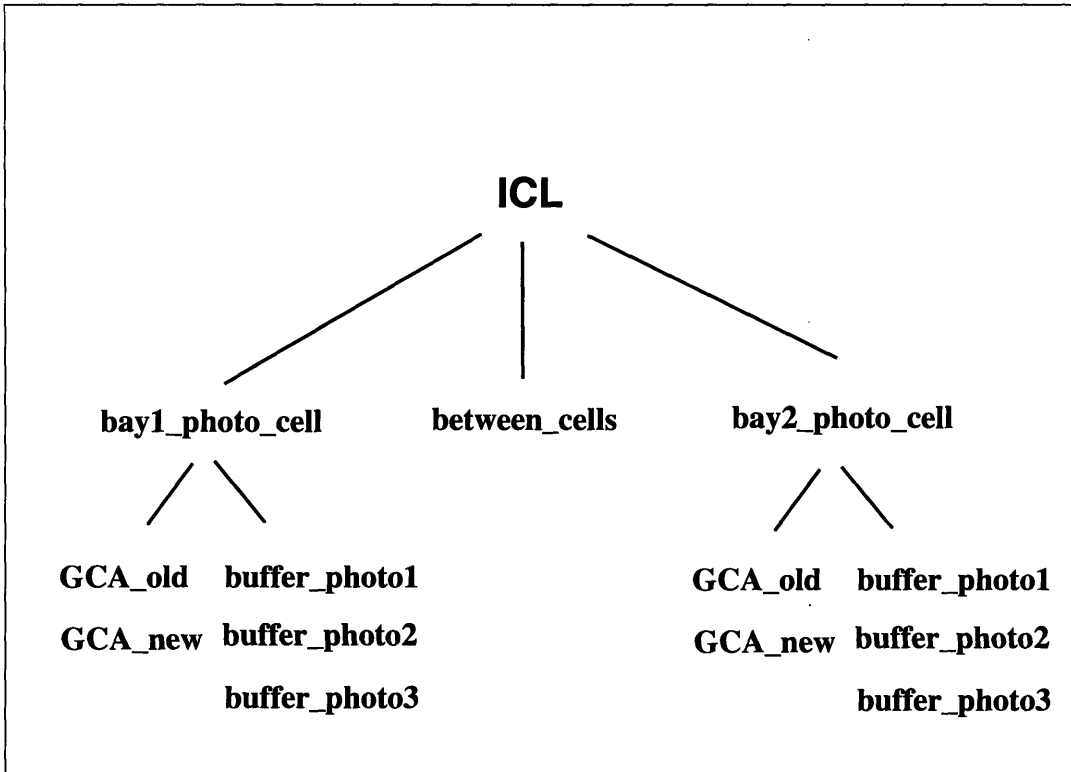 ICL
bay1_photo_cell between_cells bay2_photo_cell
GCA_old buffer_photo1 GCA_old buffer_photo1
GCA_new buffer_photo2 GCA_new buffer_photo2
buffer_photo3 buffer_photo3